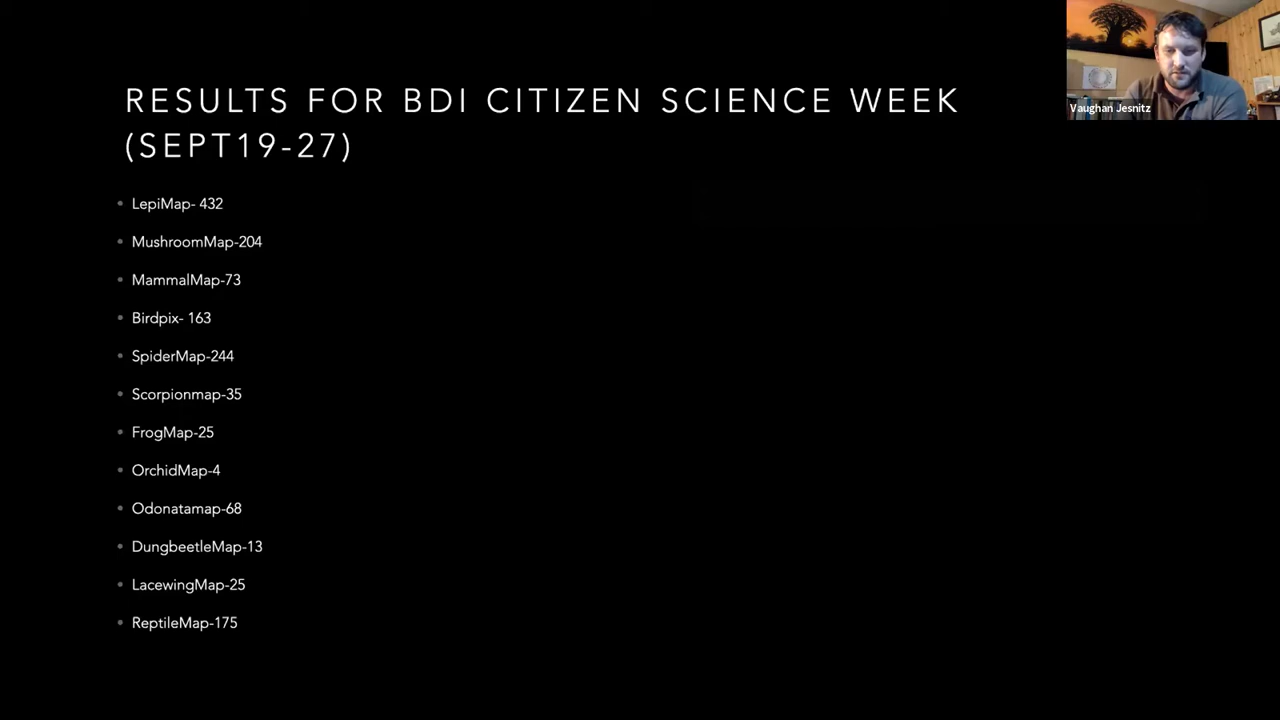 RESULTS FOR BDI CITIZEN SCIENCE WEEK
(SEPT19-27)
LepiMap- 432
MushroomMap-204
MammalMap-73
Birdpix- 163
SpiderMap-244
Scorpionmap-35
FrogMap-25
OrchidMap-4
Odonatamap-68
DungbeetleMap-13
LacewingMap-25
ReptileMap-175
Vaughan Jesnitz